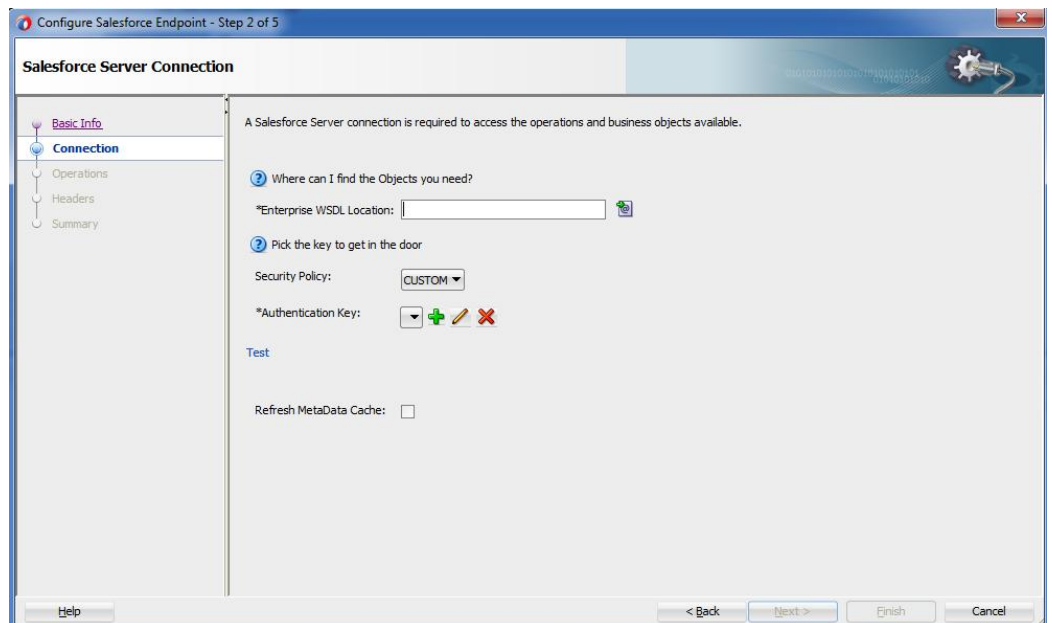 Configure Salesforce Endpoint - Step 2 of 5
Salesforce Server Connection
Basic Info
Connection
Operations
Headers
Summary
A Salesforce Server connection is required to access the operations and business objects available.
Where can I find the Objects you need?
*Enterprise WSDL Location:
Pick the key to get in the door
Security Policy: CUSTOM
*Authentication Key:
Test
Refresh MetaData Cache:
Help < Back Next > Finish Cancel